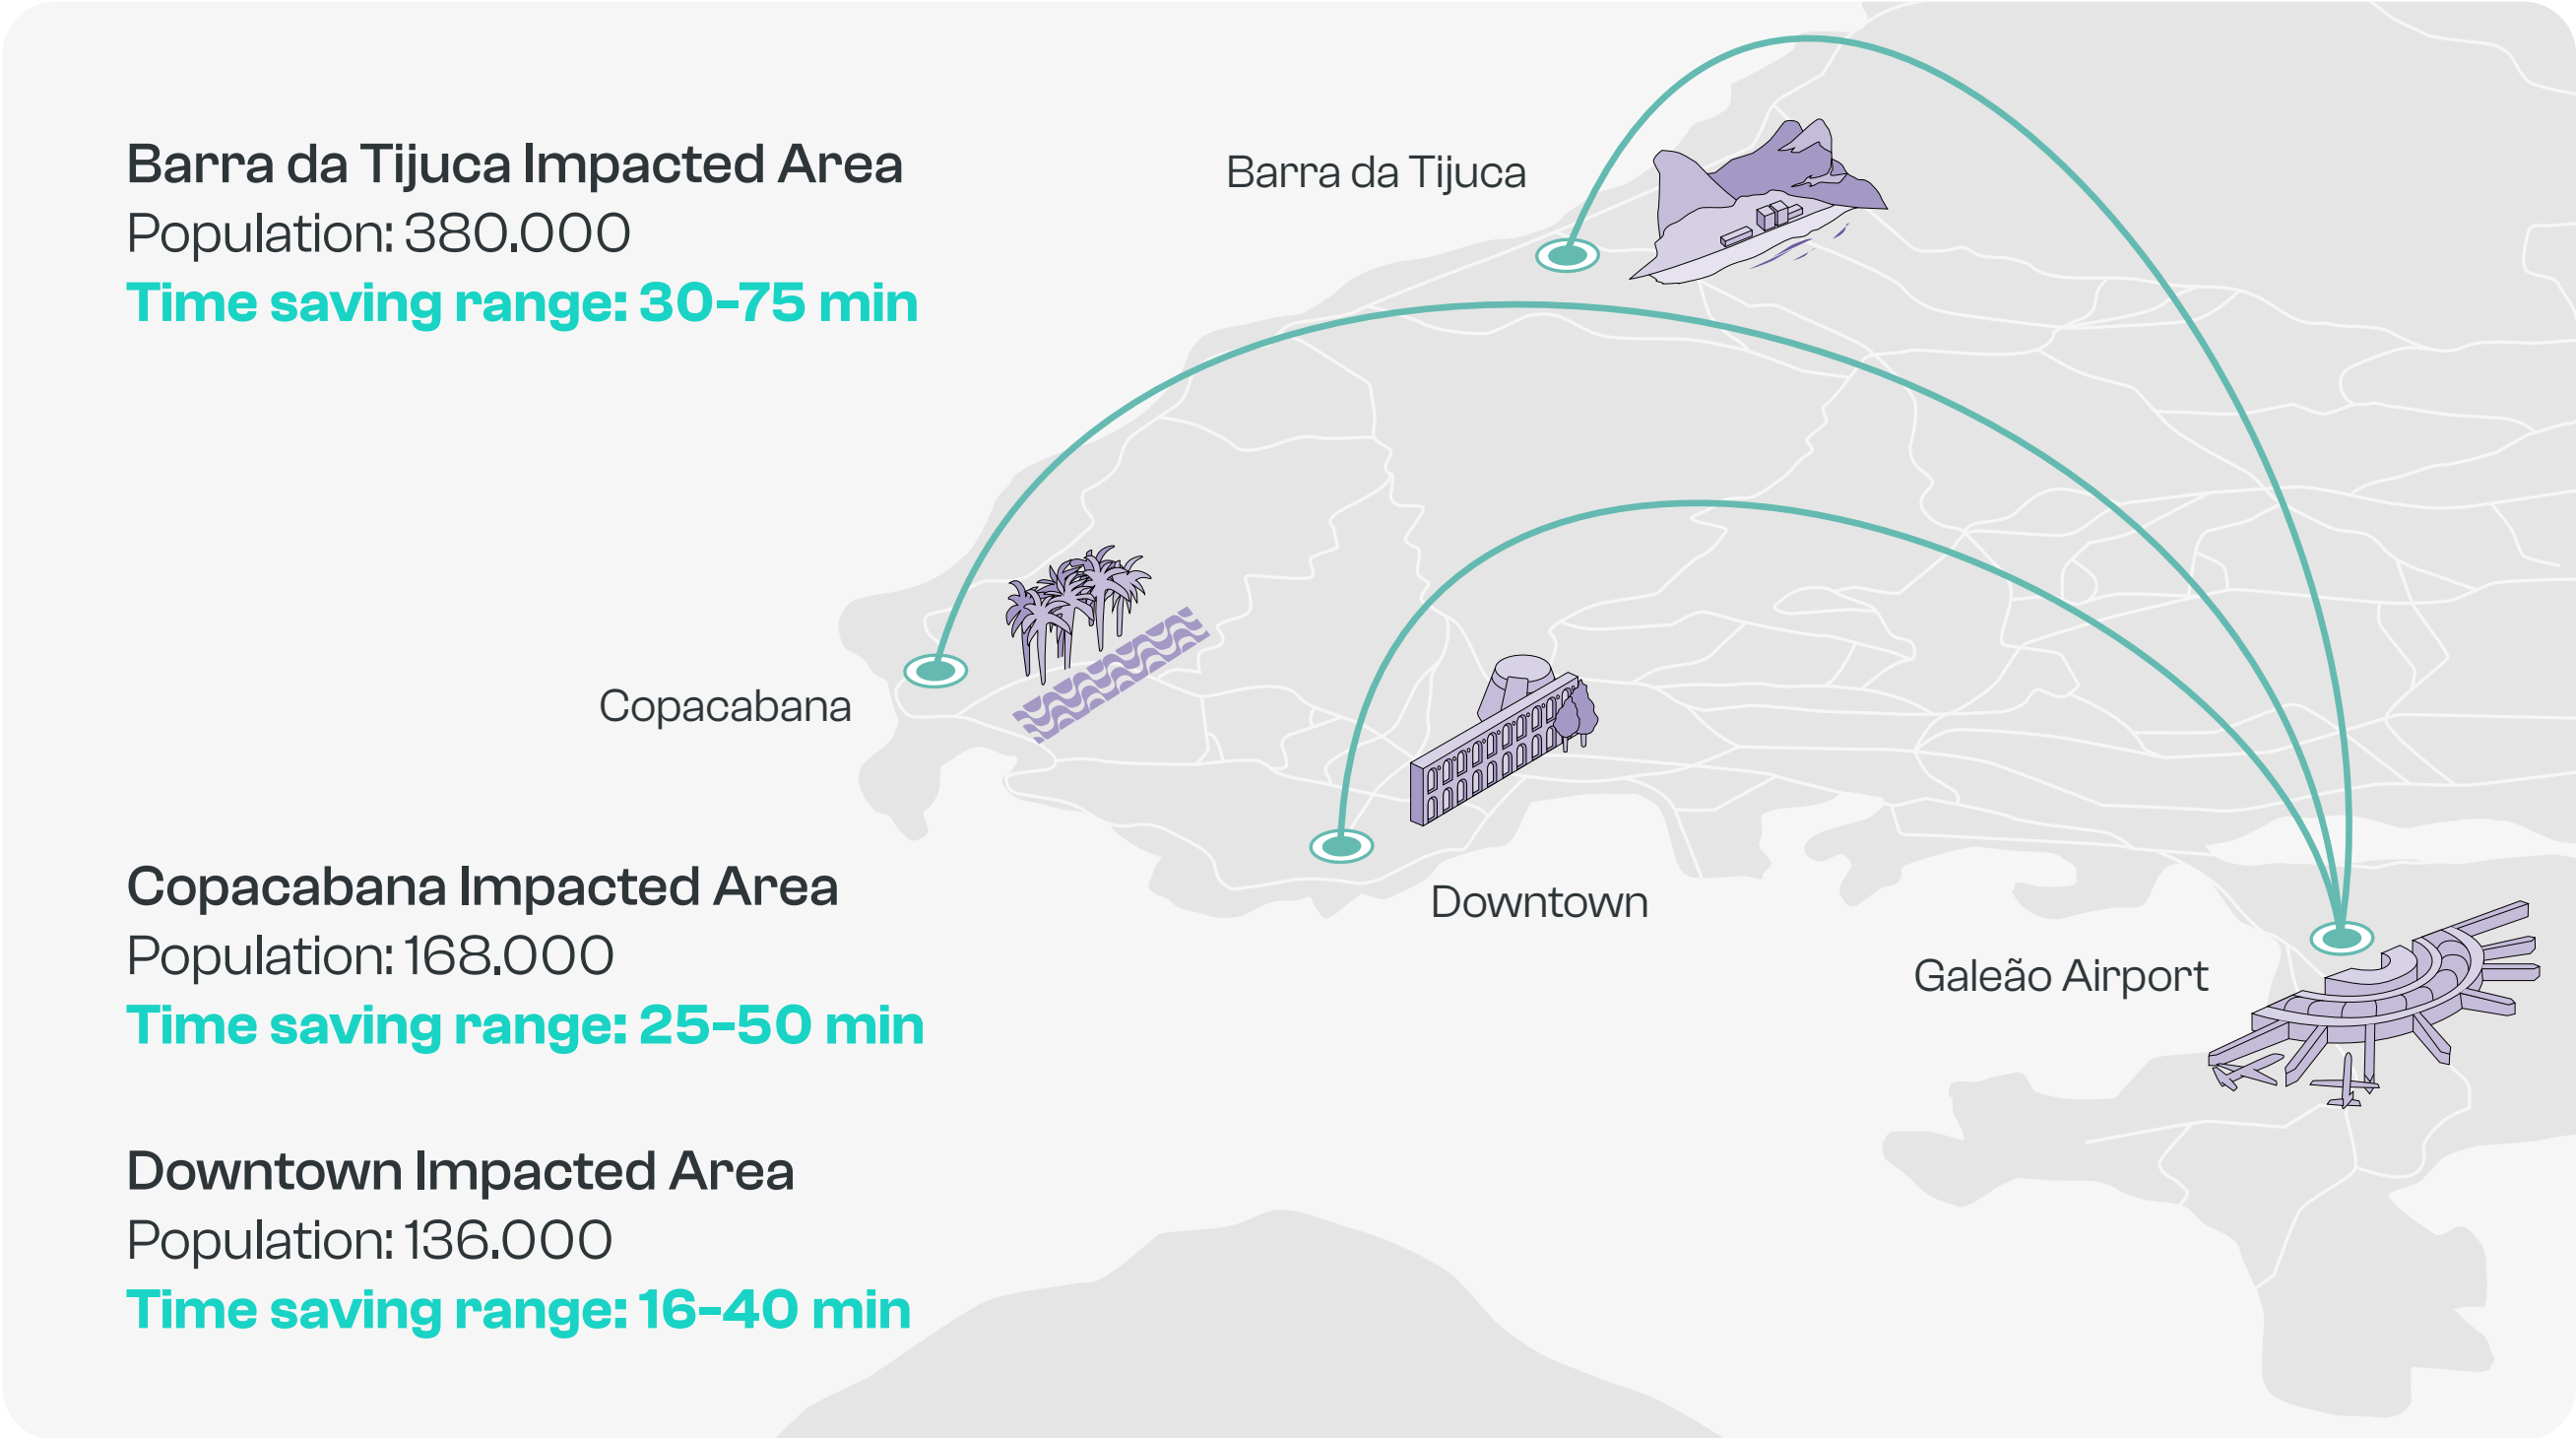 Barra da Tijuca Impacted Area
Population: 380.000
Time saving range: 30-75 min
Barra da Tijuca
Copacabana
Downtown
Galeão Airport
Copacabana Impacted Area
Population: 168.000
Time saving range: 25-50 min
Downtown Impacted Area
Population: 136.000
Time saving range: 16-40 min